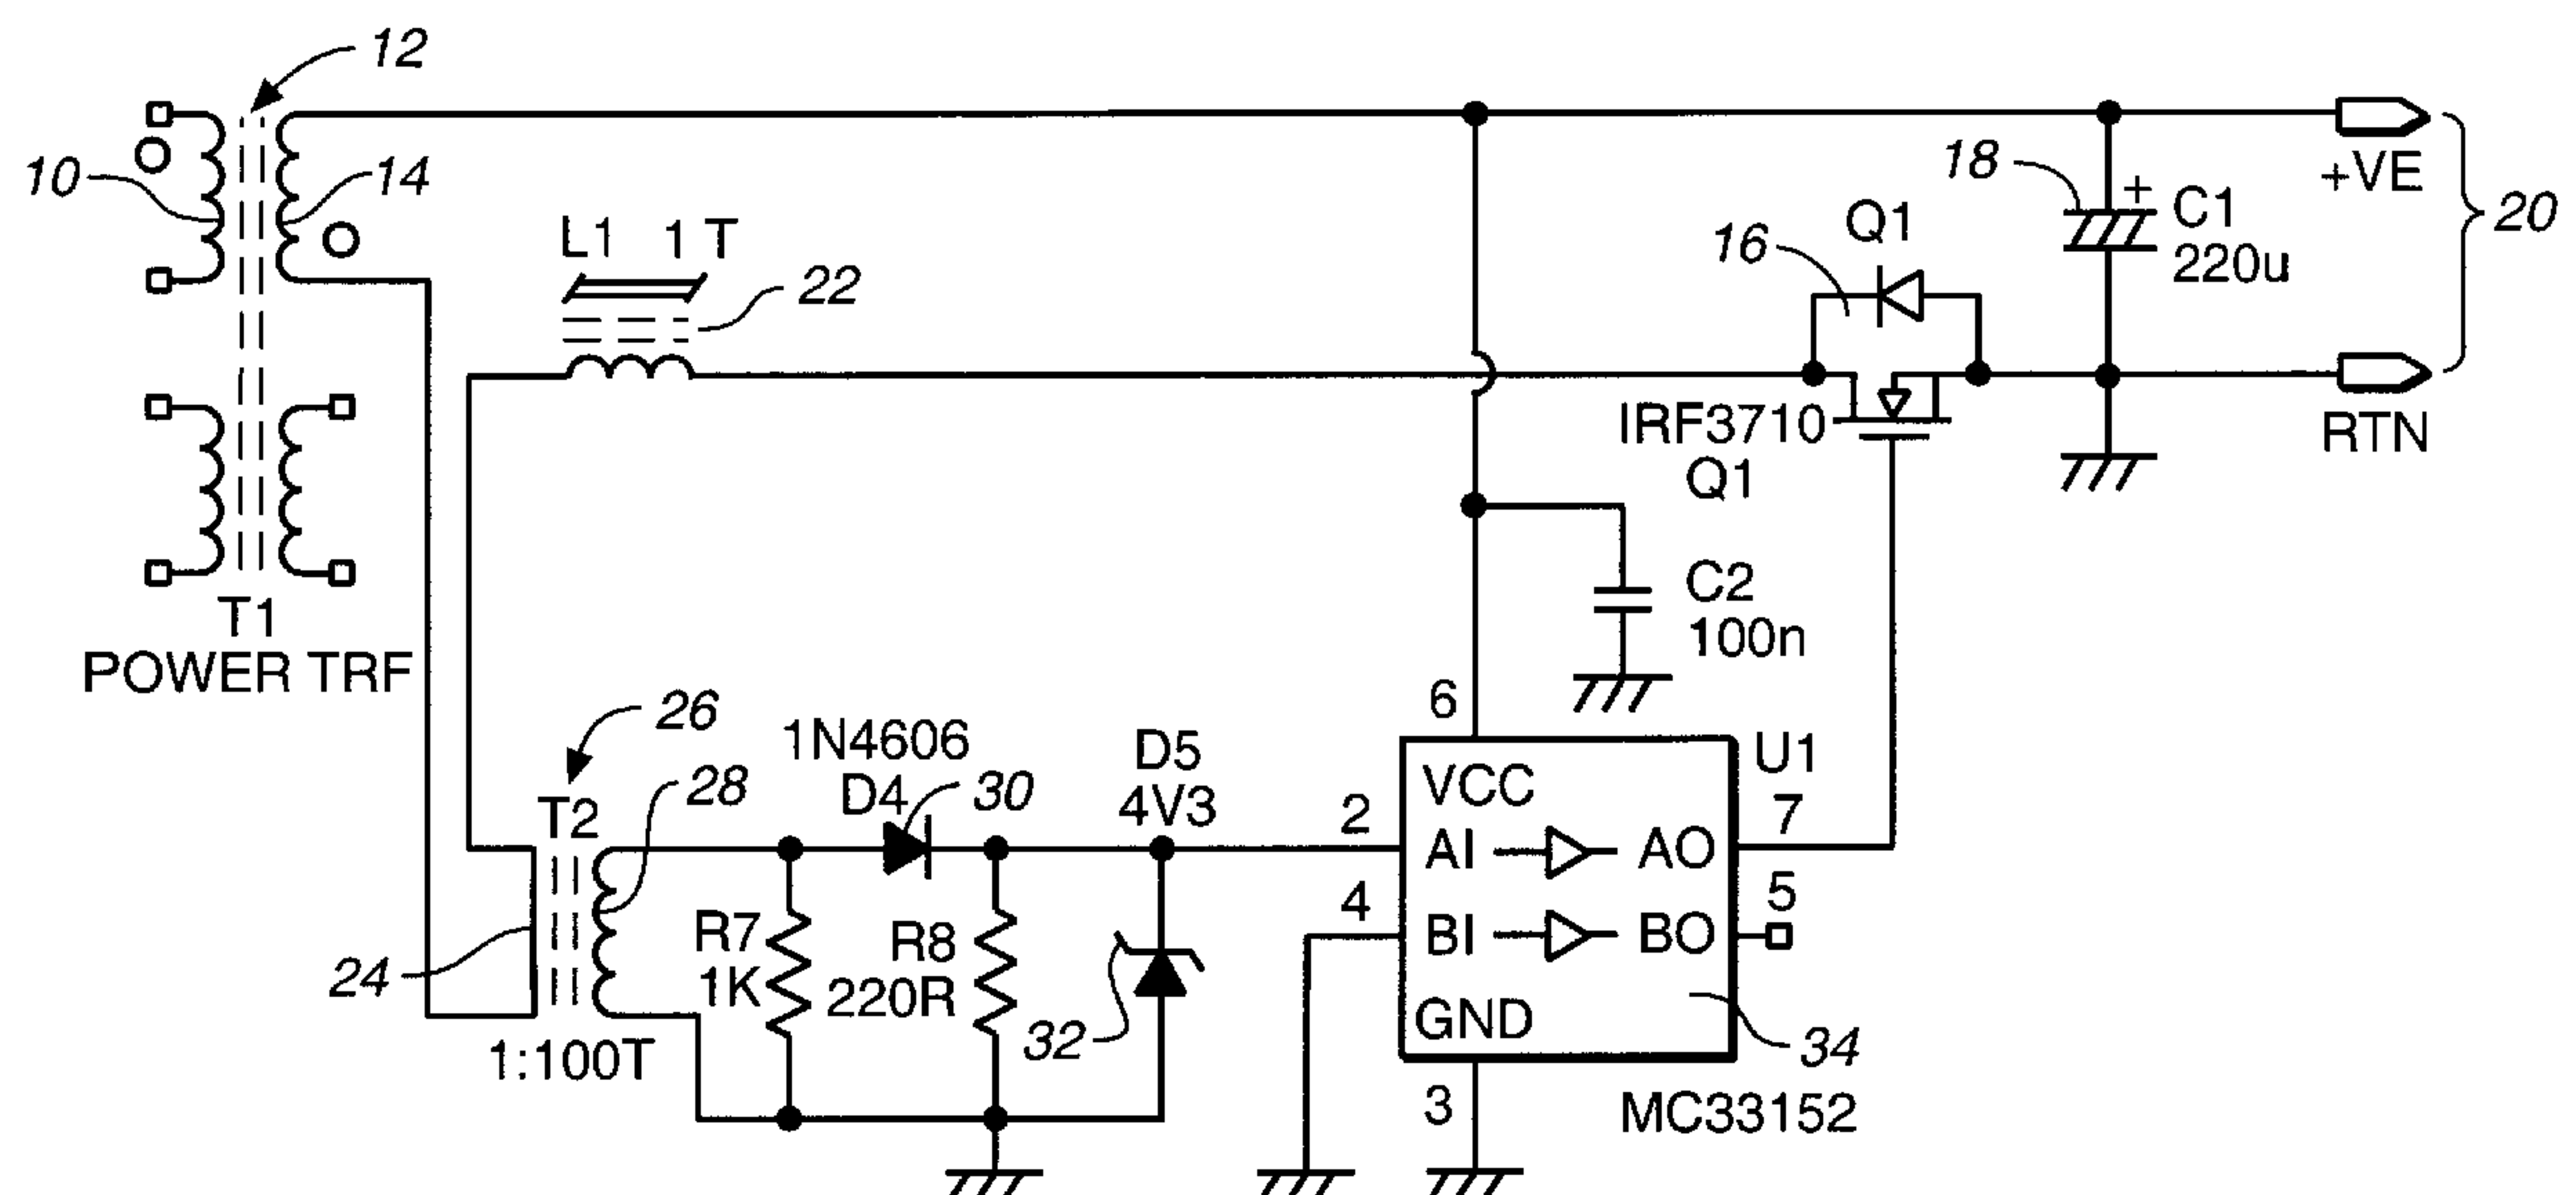 12
10
14
L1 1 T
22
T1
POWER TRF
Q1
16
18
+
C1
220u
+VE
20
RTN
IRF3710
Q1
C2
100n
26
T2
28
24
1:100T
1N4606
D4
30
D5
4V3
R7
1K
R8
220R
32
6
2
4
3
VCC
AI
AO
BI
BO
GND
U1
7
5
34
MC33152